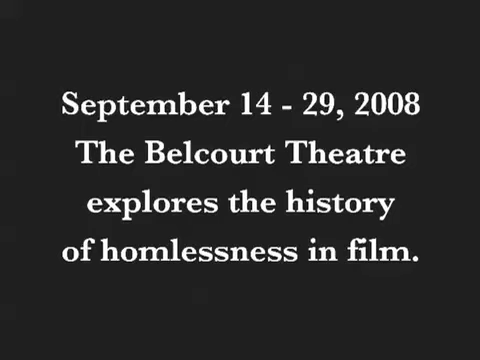 September 14 - 29, 2008
The Belcourt Theatre
explores the history
of homlessness in film.